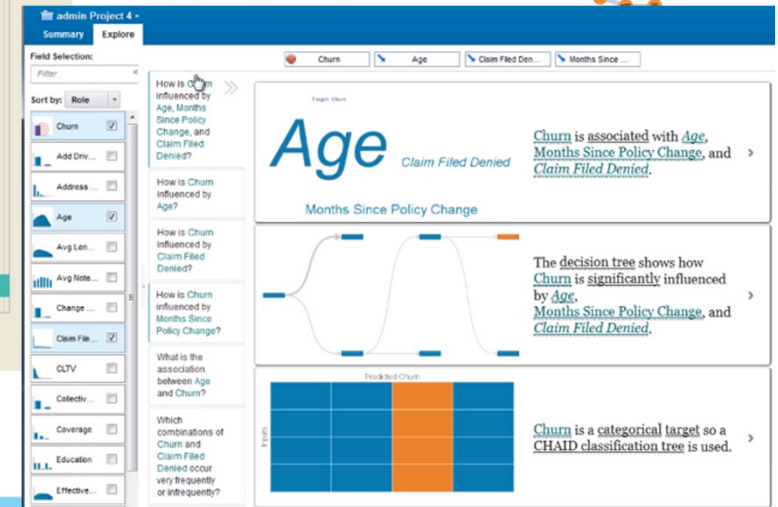 admin Project 4
Summary
Explore
Field Selection:
Filter
Sort by:
Role
Churn
Add Driv...
Address ...
Age
Avg Len...
Avg Note...
Change ...
Claim File...
CLTV
Collectiv...
Coverage
Education
Effective...
Churn
Age
Claim Filed Den...
Months Since ...
How is Churn
influenced by
Age, Months
Since Policy
Change, and
Claim Filed
Denied?
How is Churn
influenced by
Age?
How is Churn
influenced by
Claim Filed
Denied?
How is Churn
influenced by
Months Since
Policy Change?
What is the
association
between Age
and Churn?
Which
combinations of
Churn and
Claim Filed
Denied occur
very frequently
or infrequently?
Target: Churn
Age
Claim Filed Denied
Months Since Policy Change
Churn is associated with Age,
Months Since Policy Change, and
Claim Filed Denied.
The decision tree shows how
Churn is significantly influenced
by Age,
Months Since Policy Change, and
Claim Filed Denied.
Predicted Churn
Inputs
Churn is a categorical target so a
CHAID classification tree is used.